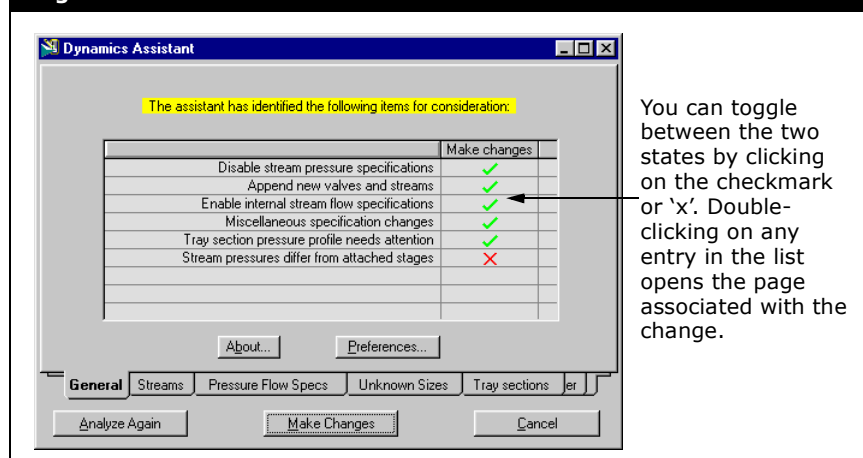 Dynamics Assistant
The assistant has identified the following items for consideration:
Make changes
Disable stream pressure specifications
Append new valves and streams
Enable internal stream flow specifications
Miscellaneous specification changes
Tray section pressure profile needs attention
Stream pressures differ from attached stages
About...
Preferences...
General
Streams
Pressure Flow Specs
Unknown Sizes
Tray sections
er
Analyze Again
Make Changes
Cancel
You can toggle
between the two
states by clicking
on the checkmark
or ‘x’. Double-
clicking on any
entry in the list
opens the page
associated with the
change.